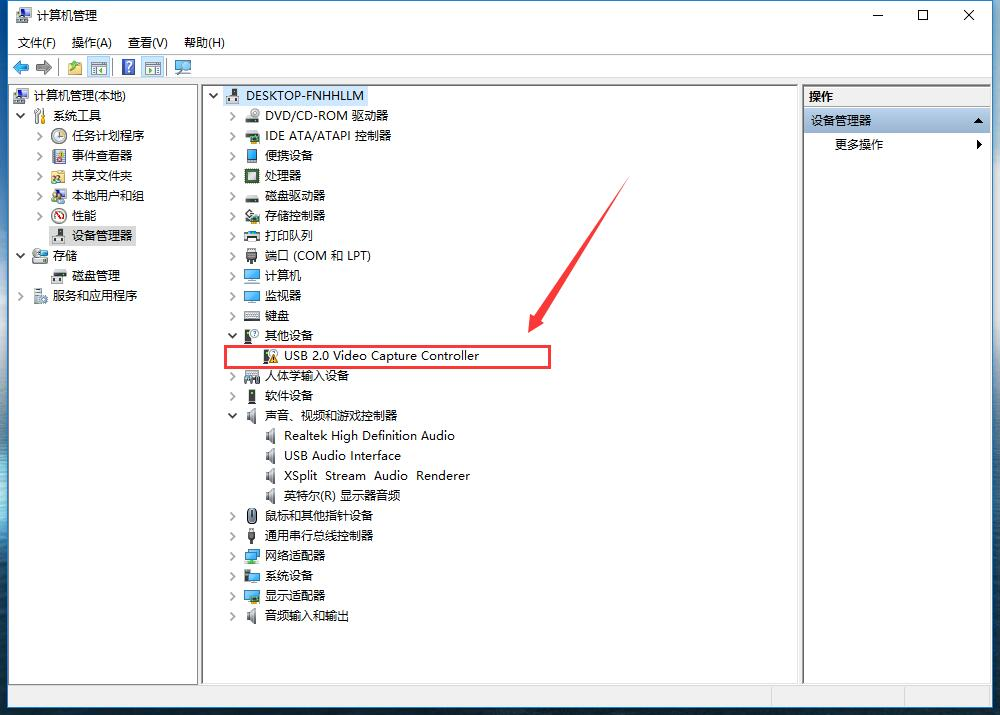 计算机管理
文件(F) 操作(A) 查看(V) 帮助(H)
计算机管理(本地)
系统工具
任务计划程序
事件查看器
共享文件夹
本地用户和组
性能
设备管理器
存储
磁盘管理
服务和应用程序
DESKTOP-FNHHLLM
DVD/CD-ROM 驱动器
IDE ATA/ATAPI 控制器
便携设备
处理器
磁盘驱动器
存储控制器
打印队列
端口 (COM 和 LPT)
计算机
监视器
键盘
其他设备
USB 2.0 Video Capture Controller
人体学输入设备
软件设备
声音、视频和游戏控制器
Realtek High Definition Audio
USB Audio Interface
XSplit Stream Audio Renderer
英特尔(R) 显示器音频
鼠标和其他指针设备
通用串行总线控制器
网络适配器
系统设备
显示适配器
音频输入和输出
操作
设备管理器
更多操作